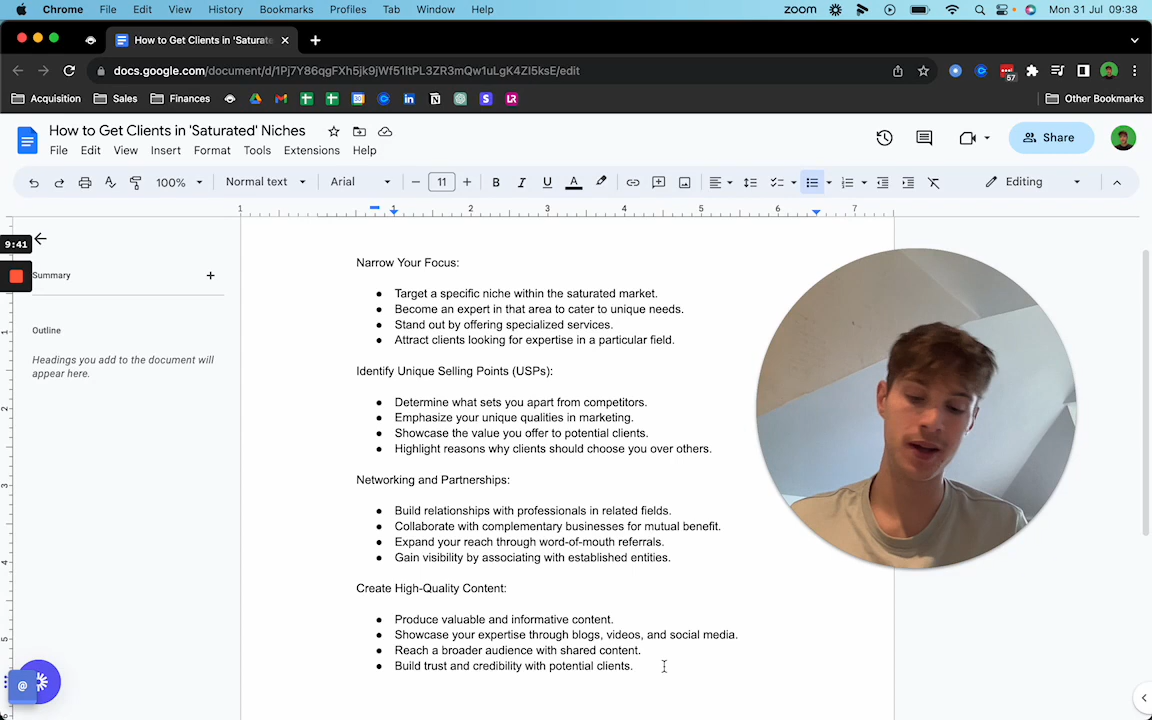 Chrome File Edit View History Bookmarks Profiles Tab Window Help zoom Mon 31 Jul 09:38
How to Get Clients in 'Saturate
docs.google.com/document/d/1Pj7Y86qgFXh5jk9jWf51ltPL3ZR3mQw1uLgK4Zl5ksE/edit 57
Acquisition Sales Finances Other Bookmarks
How to Get Clients in 'Saturated' Niches
File Edit View Insert Format Tools Extensions Help
Share
100% Normal text Arial 11 B I U A Editing
1 1 2 3 4 5 6 7
9:41
Summary
Outline
Headings you add to the document will
appear here.
Narrow Your Focus:
Target a specific niche within the saturated market.
Become an expert in that area to cater to unique needs.
Stand out by offering specialized services.
Attract clients looking for expertise in a particular field.
Identify Unique Selling Points (USPs):
Determine what sets you apart from competitors.
Emphasize your unique qualities in marketing.
Showcase the value you offer to potential clients.
Highlight reasons why clients should choose you over others.
Networking and Partnerships:
Build relationships with professionals in related fields.
Collaborate with complementary businesses for mutual benefit.
Expand your reach through word-of-mouth referrals.
Gain visibility by associating with established entities.
Create High-Quality Content:
Produce valuable and informative content.
Showcase your expertise through blogs, videos, and social media.
Reach a broader audience with shared content.
Build trust and credibility with potential clients.
@